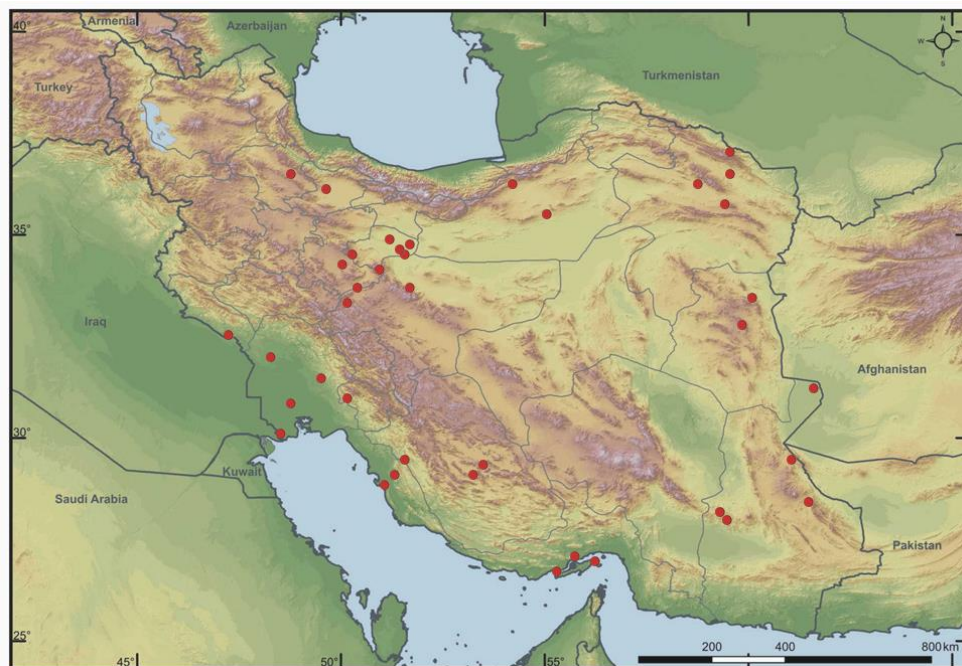 Armenia
Azerbaijan
40°
N
W
S
Turkey
Turkmenistan
35°
Iraq
Afghanistan
30°
Kuwait
Saudi Arabia
Pakistan
25°
45°
50°
55°
200 400 800 km